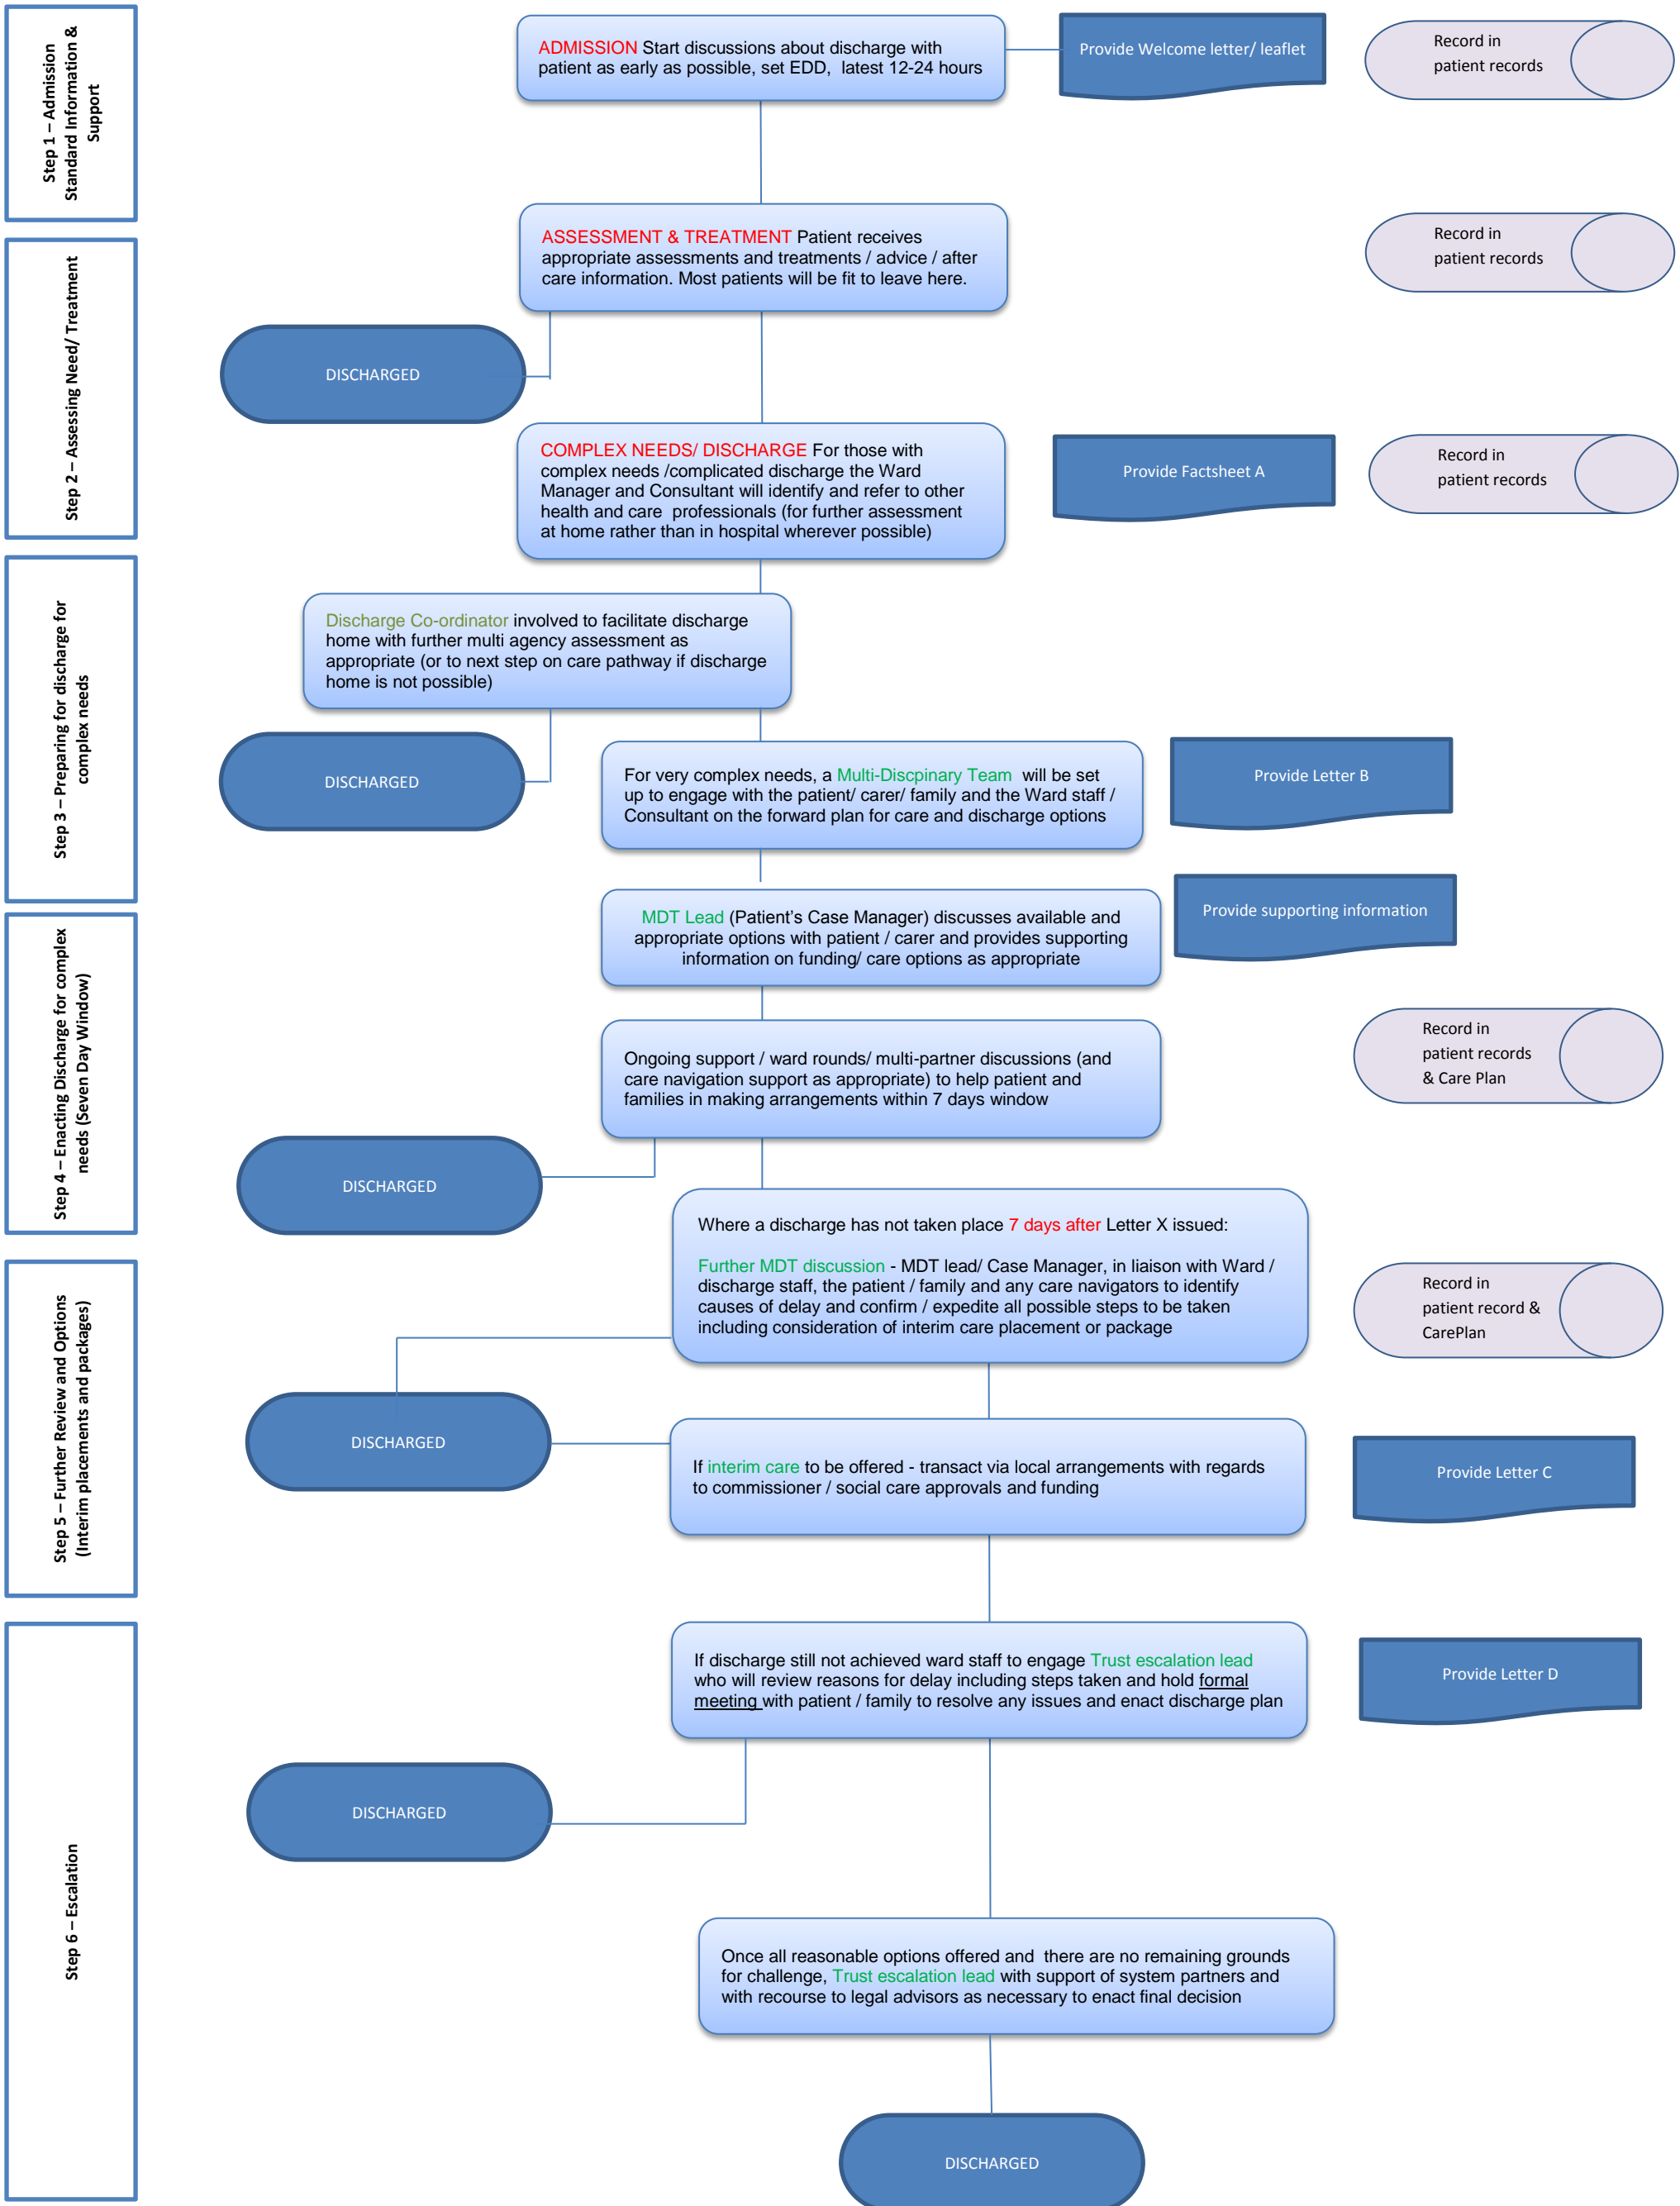 Step 1 – Admission
Standard Information &
Support
ADMISSION Start discussions about discharge with
patient as early as possible, set EDD, latest 12-24 hours
Provide Welcome letter/ leaflet
Record in
patient records
Step 2 – Assessing Need/ Treatment
ASSESSMENT & TREATMENT Patient receives
appropriate assessments and treatments / advice / after
care information. Most patients will be fit to leave here.
Record in
patient records
DISCHARGED
COMPLEX NEEDS/ DISCHARGE For those with
complex needs /complicated discharge the Ward
Manager and Consultant will identify and refer to other
health and care professionals (for further assessment
at home rather than in hospital wherever possible)
Provide Factsheet A
Record in
patient records
Step 3 – Preparing for discharge for
complex needs
Discharge Co-ordinator involved to facilitate discharge
home with further multi agency assessment as
appropriate (or to next step on care pathway if discharge
home is not possible)
DISCHARGED
For very complex needs, a Multi-Discpinary Team will be set
up to engage with the patient/ carer/ family and the Ward staff /
Consultant on the forward plan for care and discharge options
Provide Letter B
Step 4 – Enacting Discharge for complex
needs (Seven Day Window)
MDT Lead (Patient's Case Manager) discusses available and
appropriate options with patient / carer and provides supporting
information on funding/ care options as appropriate
Provide supporting information
Ongoing support / ward rounds/ multi-partner discussions (and
care navigation support as appropriate) to help patient and
families in making arrangements within 7 days window
Record in
patient records
& Care Plan
DISCHARGED
Step 5 – Further Review and Options
(Interim placements and packages)
Where a discharge has not taken place 7 days after Letter X issued:
Further MDT discussion - MDT lead/ Case Manager, in liaison with Ward /
discharge staff, the patient / family and any care navigators to identify
causes of delay and confirm / expedite all possible steps to be taken
including consideration of interim care placement or package
Record in
patient record &
CarePlan
DISCHARGED
If interim care to be offered - transact via local arrangements with regards
to commissioner / social care approvals and funding
Provide Letter C
Step 6 – Escalation
If discharge still not achieved ward staff to engage Trust escalation lead
who will review reasons for delay including steps taken and hold formal
meeting with patient / family to resolve any issues and enact discharge plan
Provide Letter D
DISCHARGED
Once all reasonable options offered and there are no remaining grounds
for challenge, Trust escalation lead with support of system partners and
with recourse to legal advisors as necessary to enact final decision
DISCHARGED